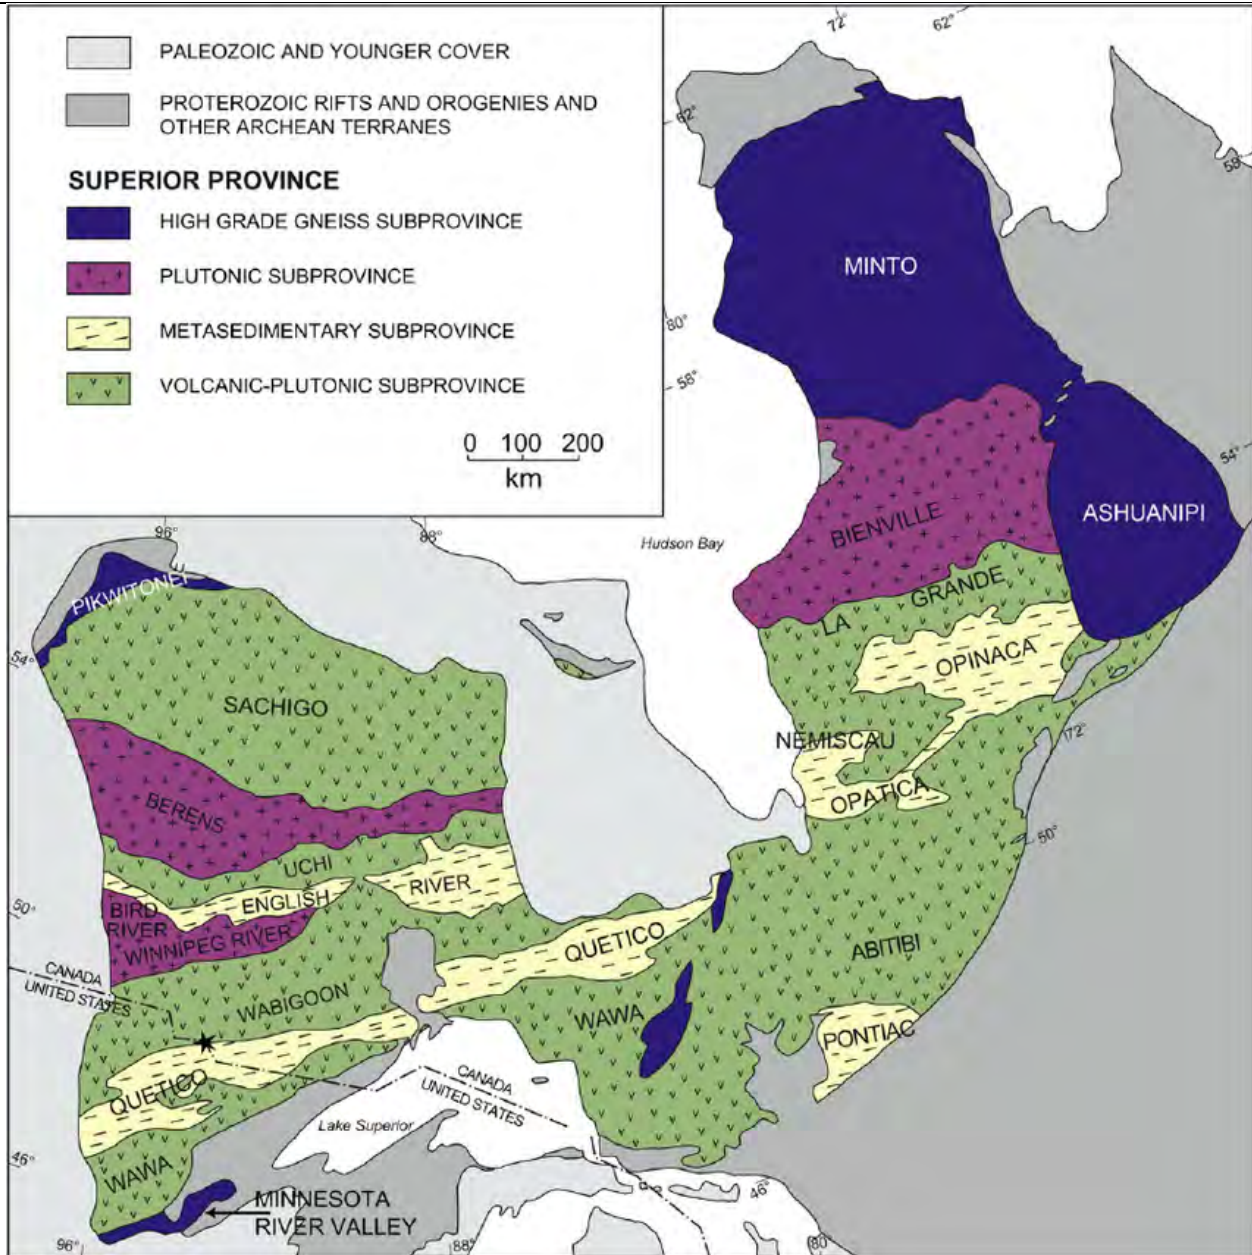 PALEOZOIC AND YOUNGER COVER
PROTEROZOIC RIFTS AND OROGENIES AND
OTHER ARCHEAN TERRANES
SUPERIOR PROVINCE
HIGH GRADE GNEISS SUBPROVINCE
PLUTONIC SUBPROVINCE
METASEDIMENTARY SUBPROVINCE
VOLCANIC-PLUTONIC SUBPROVINCE
0 100 200
km
72°
62°
62°
58°
80°
58°
54°
MINTO
BIENVILLE
ASHUANIPI
Hudson Bay
96°
88°
PIKWITONEI
LA GRANDE
OPINACA
54°
SACHIGO
NEMISCAU
72°
OPATICA
BERENS
50°
UCHI
ENGLISH RIVER
BIRD
RIVER
WINNIPEG RIVER
50°
QUETICO
ABITIBI
CANADA
UNITED STATES
WABIGOON
WAWA
PONTIAC
QUETICO
CANADA
UNITED STATES
Lake Superior
46°
WAWA
MINNESOTA
RIVER VALLEY
46°
96°
88°
80°